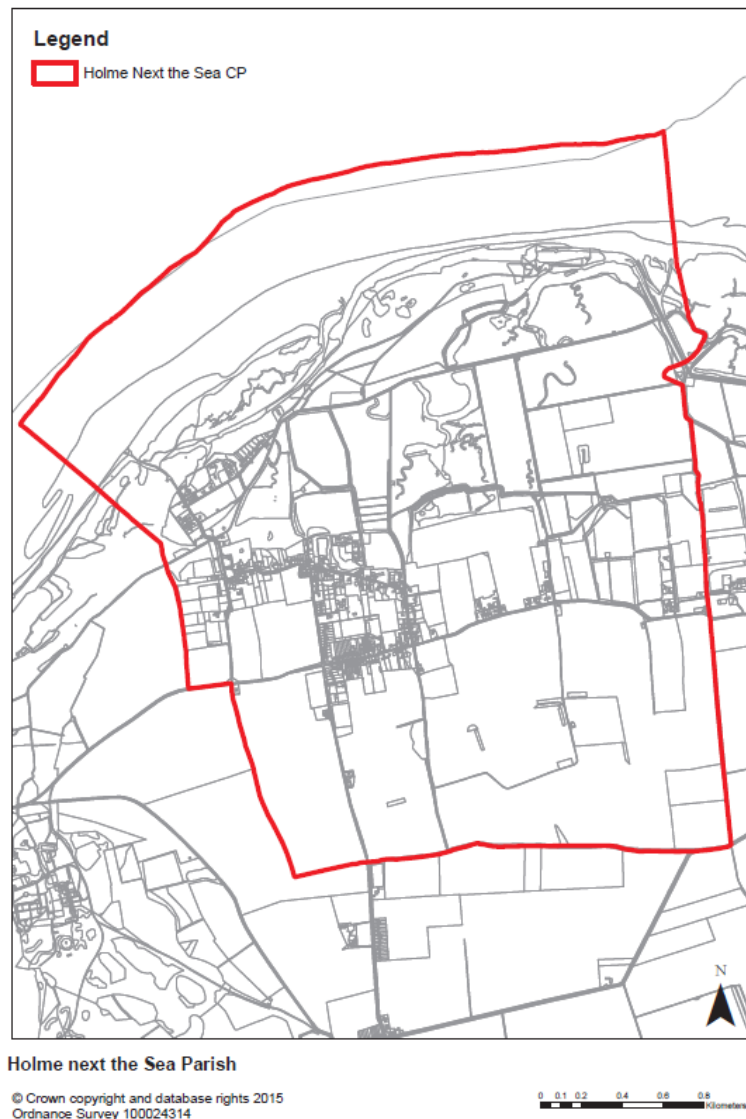 Legend
Holme Next the Sea CP
N
Holme next the Sea Parish
© Crown copyright and database rights 2015
Ordnance Survey 100024314
0 0.1 0.2 0.4 0.6 0.8
Kilometers